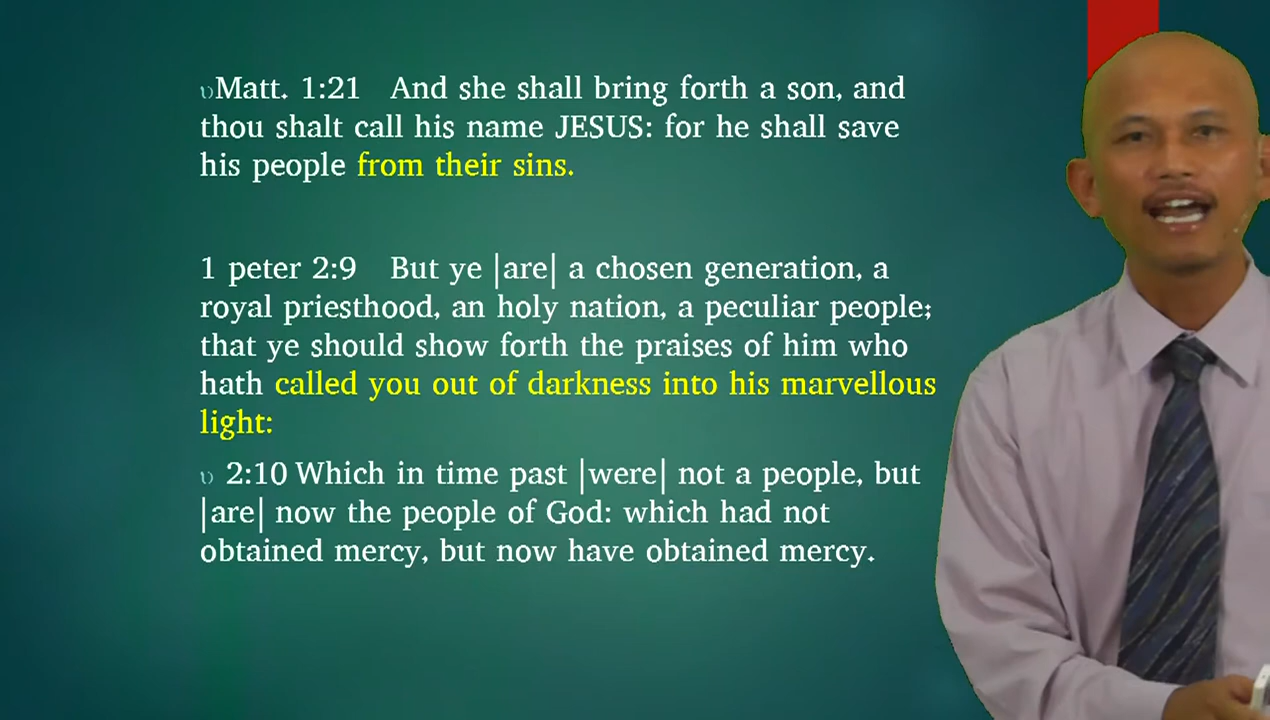 υMatt. 1:21 And she shall bring forth a son, and
thou shalt call his name JESUS: for he shall save
his people from their sins.
1 peter 2:9 But ye |are| a chosen generation, a
royal priesthood, an holy nation, a peculiar people;
that ye should show forth the praises of him who
hath called you out of darkness into his marvellous
light:
υ 2:10 Which in time past |were| not a people, but
|are| now the people of God: which had not
obtained mercy, but now have obtained mercy.